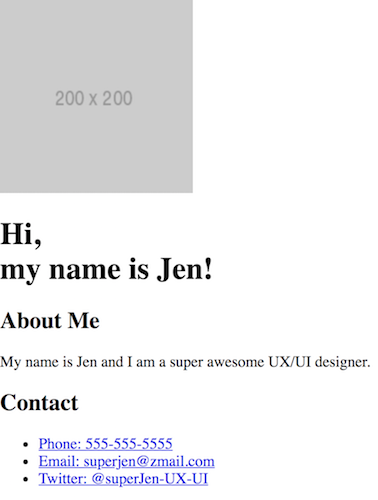 200 x 200
Hi,
my name is Jen!
About Me
My name is Jen and I am a super awesome UX/UI designer.
Contact
Phone: 555-555-5555
Email: superjen@zmail.com
Twitter: @superJen-UX-UI